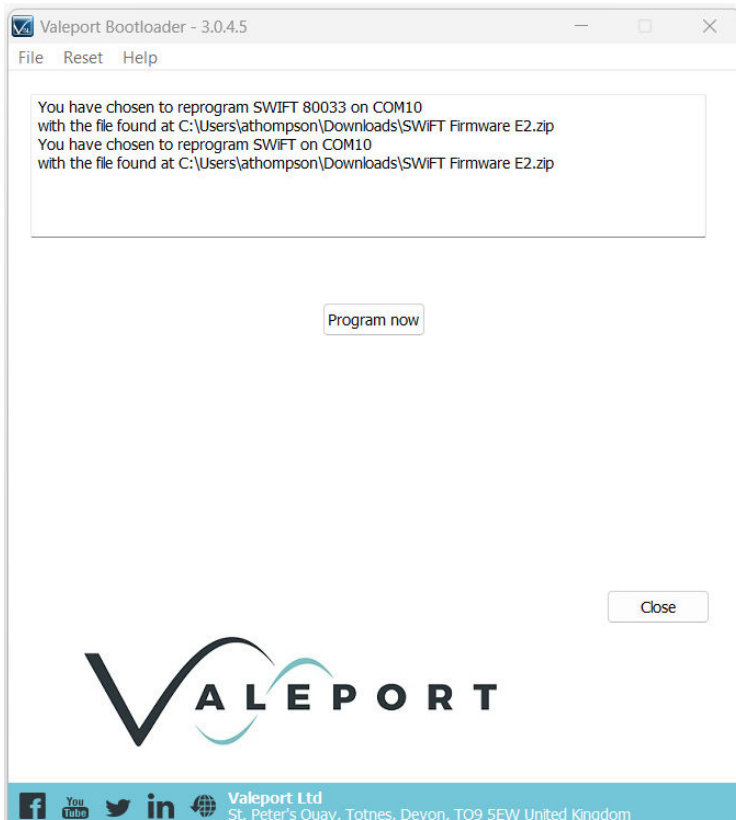 Valeport Bootloader - 3.0.4.5
File Reset Help
You have chosen to reprogram SWIFT 80033 on COM10
with the file found at C:\Users\athompson\Downloads\SWiFT Firmware E2.zip
You have chosen to reprogram SWiFT on COM10
with the file found at C:\Users\athompson\Downloads\SWiFT Firmware E2.zip
Program now
Close
VALEPORT
You Tube
Valeport Ltd
St. Peter's Quay, Totnes, Devon, TQ9 5EW United Kingdom